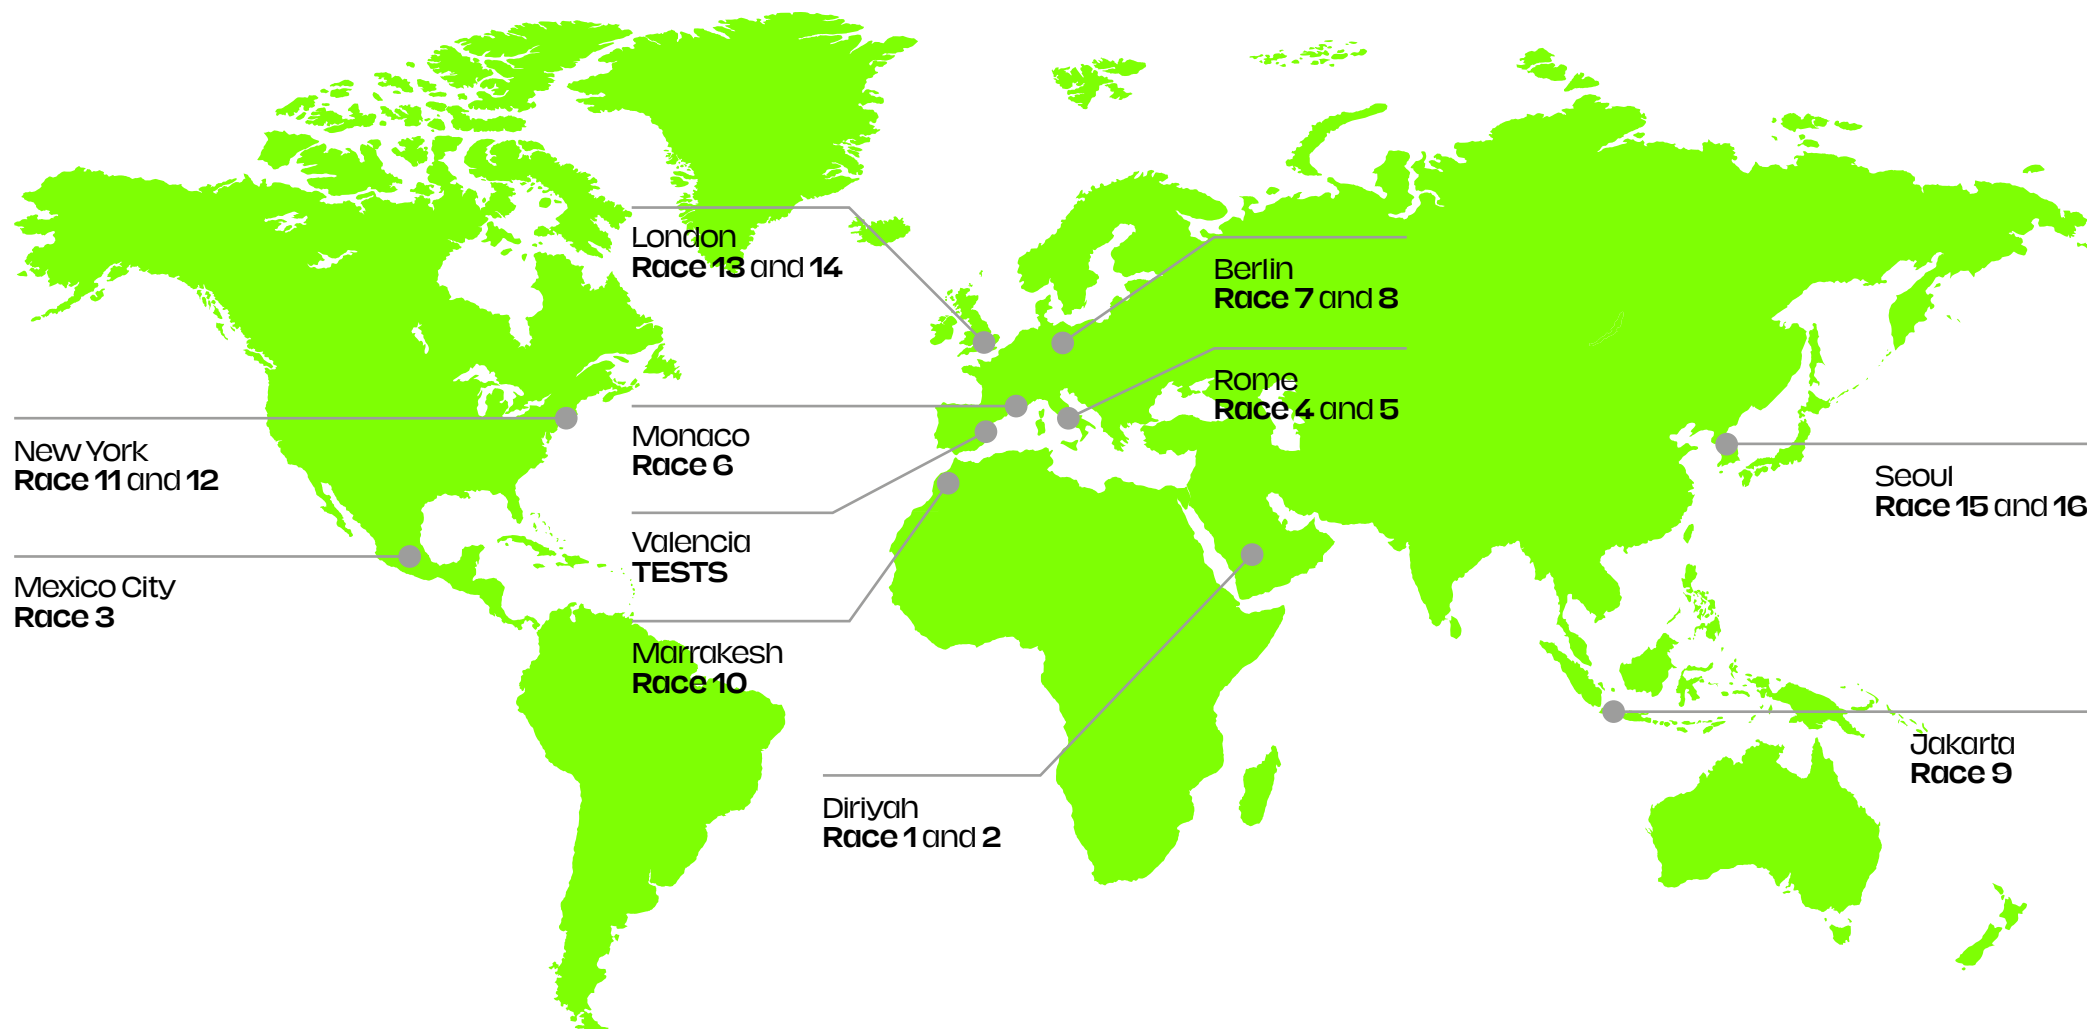 London
Race 13 and 14
Berlin
Race 7 and 8
Rome
Race 4 and 5
New York
Race 11 and 12
Monaco
Race 6
Seoul
Race 15 and 16
Valencia
TESTS
Mexico City
Race 3
Marrakesh
Race 10
Jakarta
Race 9
Diriyah
Race 1 and 2